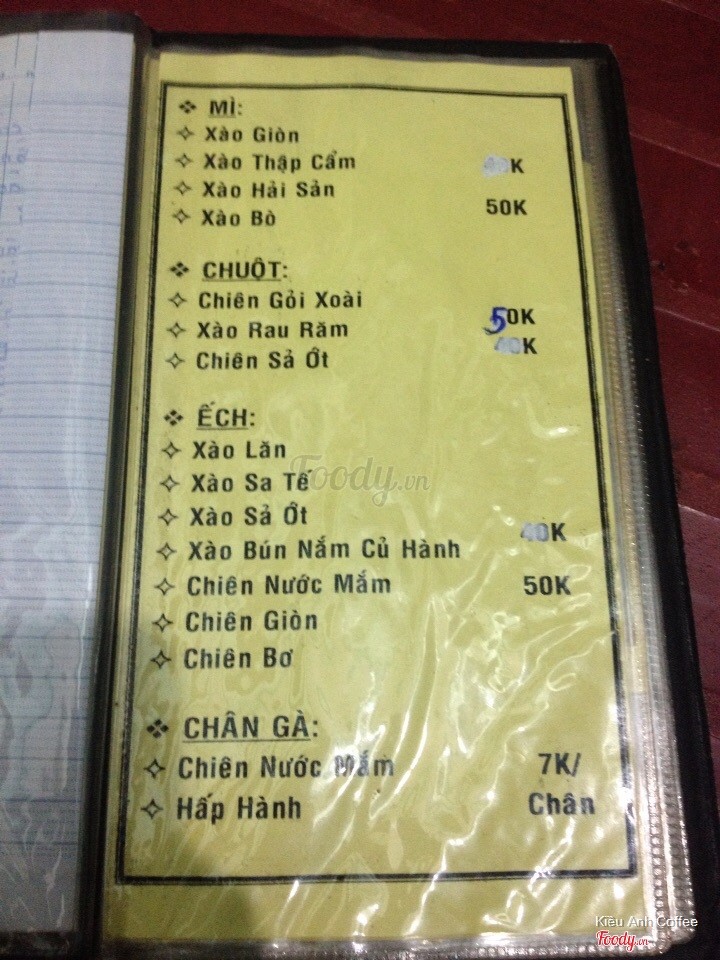 ❖ MÌ:
✧ Xào Giòn
✧ Xào Thập Cẩm 40K
✧ Xào Hải Sản
✧ Xào Bò 50K
❖ CHUỘT:
✧ Chiên Gỏi Xoài
✧ Xào Rau Răm 50K
✧ Chiên Sả Ớt 40K
❖ ẾCH:
✧ Xào Lăn
✧ Xào Sa Tế
✧ Xào Sả Ớt
✧ Xào Bún Nắm Củ Hành 40K
✧ Chiên Nước Mắm 50K
✧ Chiên Giòn
✧ Chiên Bơ
❖ CHÂN GÀ:
✧ Chiên Nước Mắm 7K/
✧ Hấp Hành Chân
Foody.vn
Kiều Anh Coffee
Foody.vn